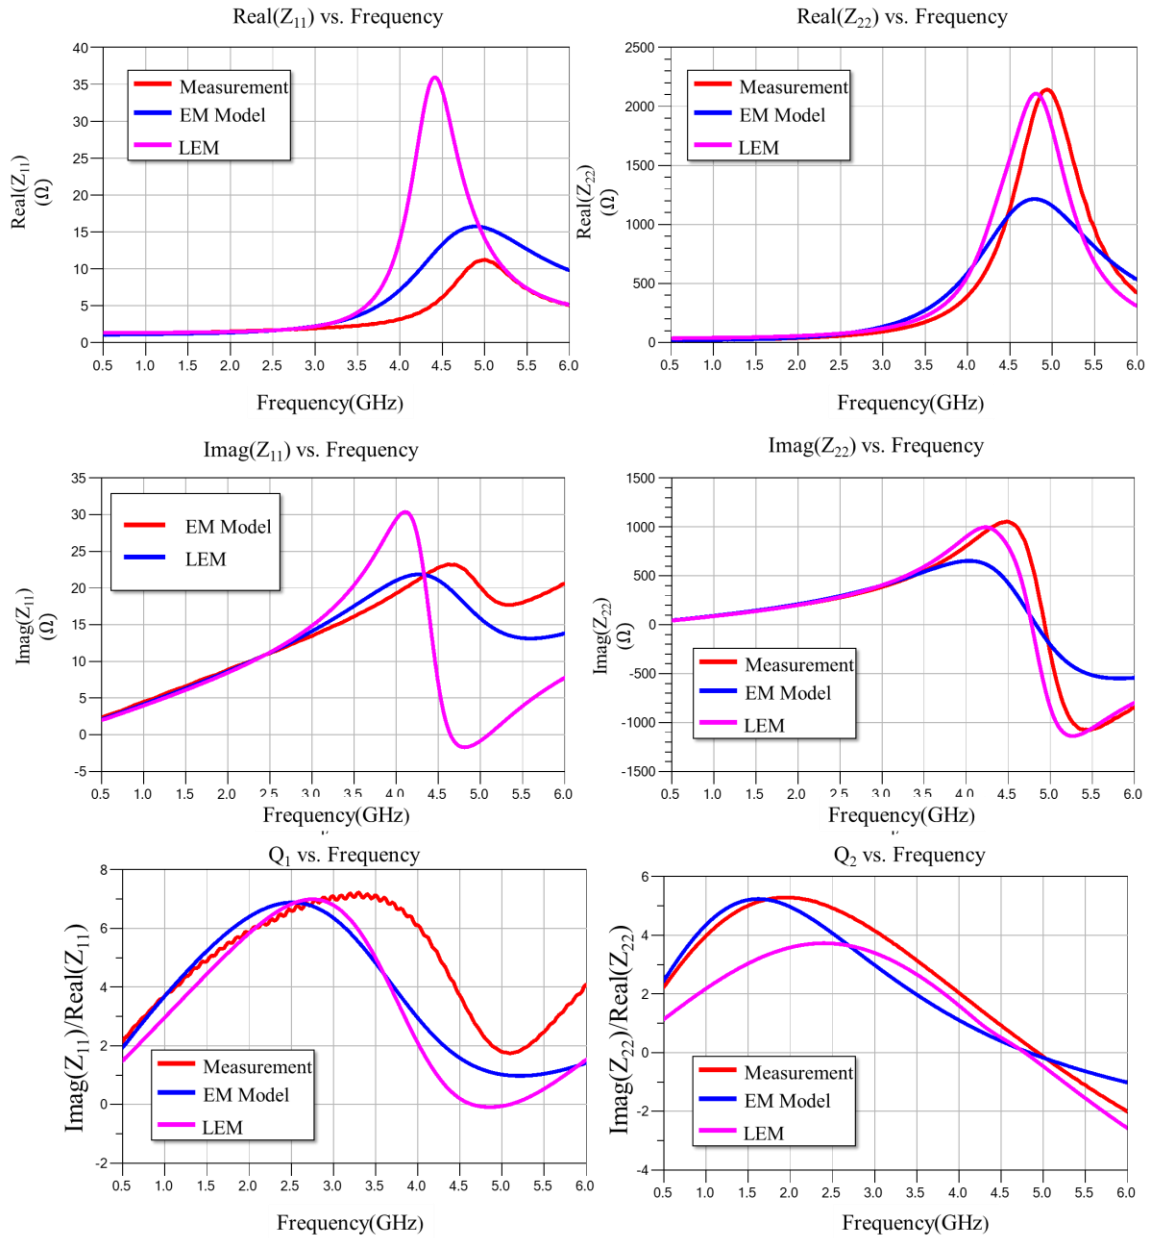 Real(Z11) vs. Frequency
40
35
30
25
20
15
10
5
0
Measurement
EM Model
LEM
Real(Z11)
(Ω)
0.5 1.0 1.5 2.0 2.5 3.0 3.5 4.0 4.5 5.0 5.5 6.0
Frequency(GHz)
Real(Z22) vs. Frequency
2500
2000
1500
1000
500
0
Measurement
EM Model
LEM
Real(Z22)
(Ω)
0.5 1.0 1.5 2.0 2.5 3.0 3.5 4.0 4.5 5.0 5.5 6.0
Frequency(GHz)
Imag(Z11) vs. Frequency
35
30
25
20
15
10
5
0
-5
EM Model
LEM
Imag(Z11)
(Ω)
0.5 1.0 1.5 2.0 2.5 3.0 3.5 4.0 4.5 5.0 5.5 6.0
Frequency(GHz)
Imag(Z22) vs. Frequency
1500
1000
500
0
-500
-1000
-1500
Measurement
EM Model
LEM
Imag(Z22)
(Ω)
0.5 1.0 1.5 2.0 2.5 3.0 3.5 4.0 4.5 5.0 5.5 6.0
Frequency(GHz)
Q1 vs. Frequency
8
6
4
2
0
-2
Measurement
EM Model
LEM
Imag(Z11)/Real(Z11)
0.5 1.0 1.5 2.0 2.5 3.0 3.5 4.0 4.5 5.0 5.5 6.0
Frequency(GHz)
Q2 vs. Frequency
6
4
2
0
-2
-4
Measurement
EM Model
LEM
Imag(Z22)/Real(Z22)
0.5 1.0 1.5 2.0 2.5 3.0 3.5 4.0 4.5 5.0 5.5 6.0
Frequency(GHz)